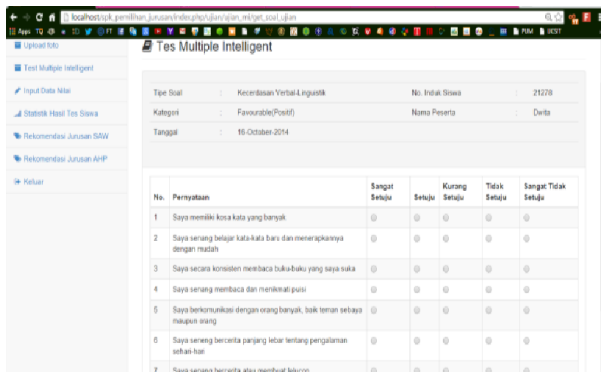 localhost/spk_pemilihan_jurusan/index.php/ujian/ujian_mi/get_soal_ujian
Apps
Upload foto
Test Multiple Intelligent
Input Data Nilai
Statistik Hasil Tes Siswa
Rekomendasi Jurusan SAW
Rekomendasi Jurusan AHP
Keluar
Tes Multiple Intelligent
Tipe Soal : Kecerdasan Verbal-Linguistik No. Induk Siswa : 21278
Kategori : Favourable(Positif) Nama Peserta : Dwita
Tanggal : 16-October-2014
No. Pernyataan Sangat Setuju Setuju Kurang Setuju Tidak Setuju Sangat Tidak Setuju
1 Saya memiliki kosa kata yang banyak
2 Saya senang belajar kata-kata baru dan menerapkannya
dengan mudah
3 Saya secara konsisten membaca buku-buku yang saya suka
4 Saya senang membaca dan menikmati puisi
5 Saya berkomunikasi dengan orang banyak, baik teman sebaya
maupun orang
6 Saya senang bercerita panjang lebar tentang pengalaman
sehari-hari
7 Saya senang bercerita atau membuat lelucon